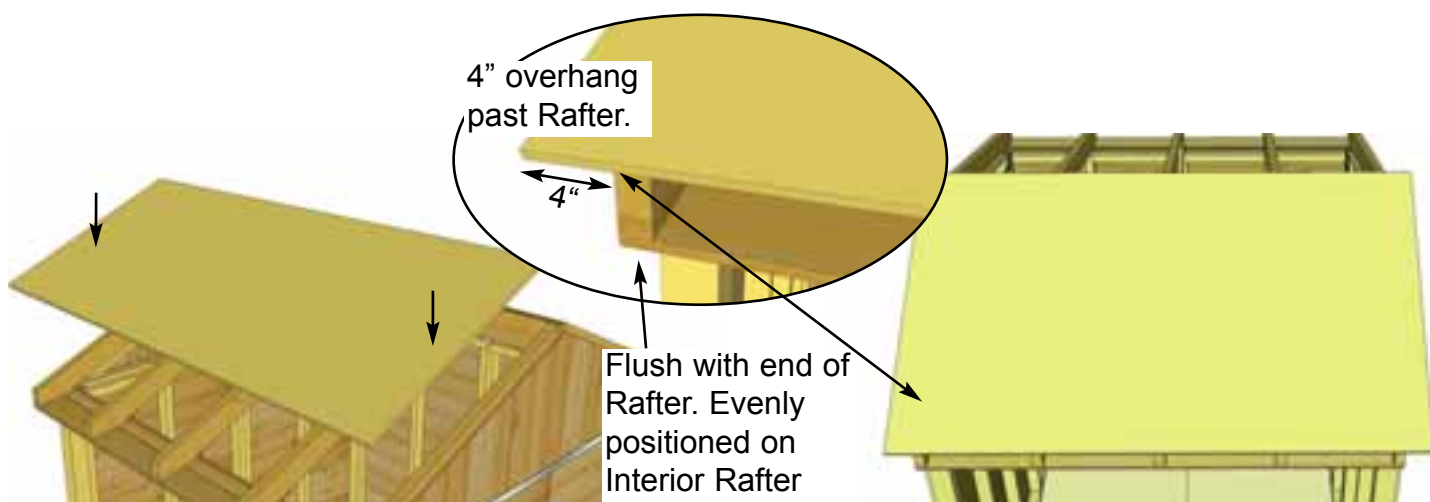 4” overhang
past Rafter.
4“
Flush with end of
Rafter. Evenly
positioned on
Interior Rafter